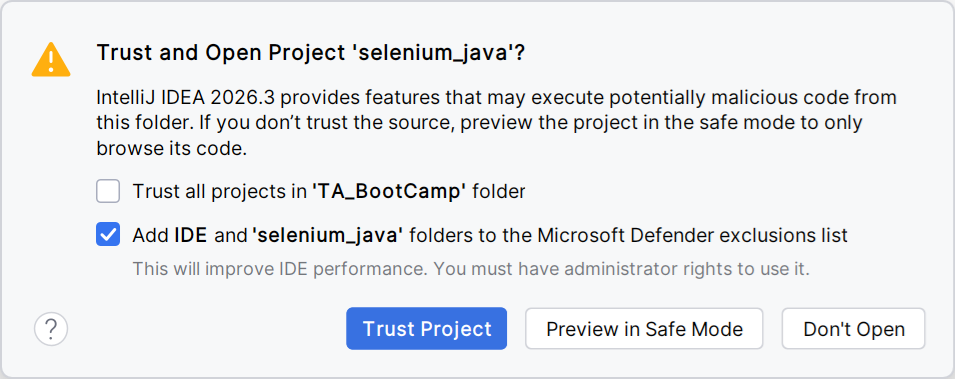 Trust and Open Project 'selenium_java'?
IntelliJ IDEA 2026.3 provides features that may execute potentially malicious code from
this folder. If you don’t trust the source, preview the project in the safe mode to only
browse its code.
Trust all projects in 'TA_BootCamp' folder
Add IDE and 'selenium_java' folders to the Microsoft Defender exclusions list
This will improve IDE performance. You must have administrator rights to use it.
? Trust Project Preview in Safe Mode Don't Open